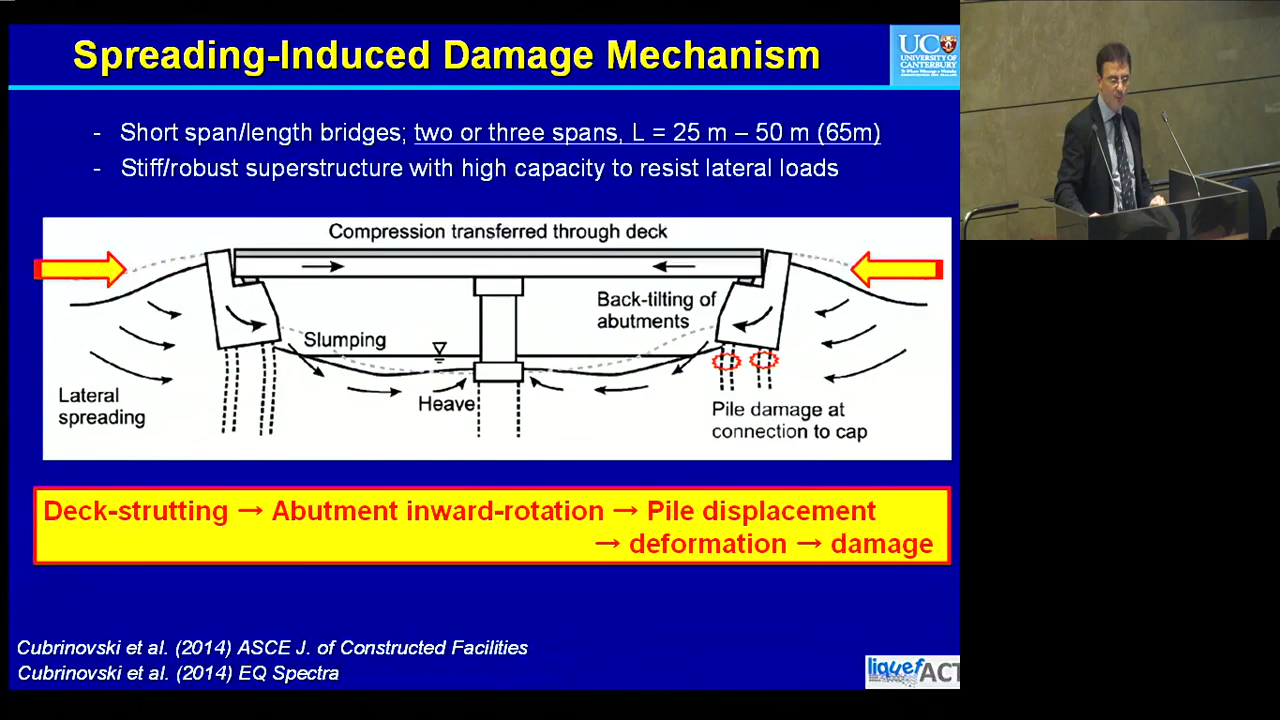 Spreading-Induced Damage Mechanism
UC
UNIVERSITY OF
CANTERBURY
- Short span/length bridges; two or three spans, L = 25 m – 50 m (65m)
- Stiff/robust superstructure with high capacity to resist lateral loads
Compression transferred through deck
Back-tilting of
abutments
Slumping
Lateral
spreading
Heave
Pile damage at
connection to cap
Deck-strutting → Abutment inward-rotation → Pile displacement
→ deformation → damage
Cubrinovski et al. (2014) ASCE J. of Constructed Facilities
Cubrinovski et al. (2014) EQ Spectra
liquefACT